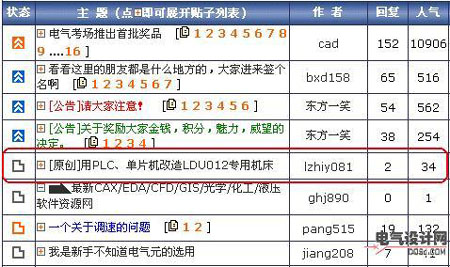 状态 主 题 (点⊞即可展开贴子列表) 作 者 回复 人气
⊞电气考场推出首批奖品 [1 2 3 4 5 6 7 8 9 ....16] cad 152 10906
⊞看看这里的朋友都是什么地方的，大家进来签个名啊 [1 2 3 4 5 6 7] bxd158 65 516
⊞[公告]请大家注意! [1 2 3 4 5 6] 东方一笑 54 562
⊞[公告]关于奖励大家金钱，积分，魅力，威望的决定。 [1 2 3 4] 东方一笑 38 254
⊞[原创]用PLC、单片机改造LDU012专用机床 lzhiy081 2 34
最新CAX/EDA/CFD/GIS/光学/化工/液压软件资源网 ghj890 0 1
⊞一个关于调速的问题 [1 2] pang515 19 132
⊞我是新手不知道电气元的选用 jiang208 7
电气设计网